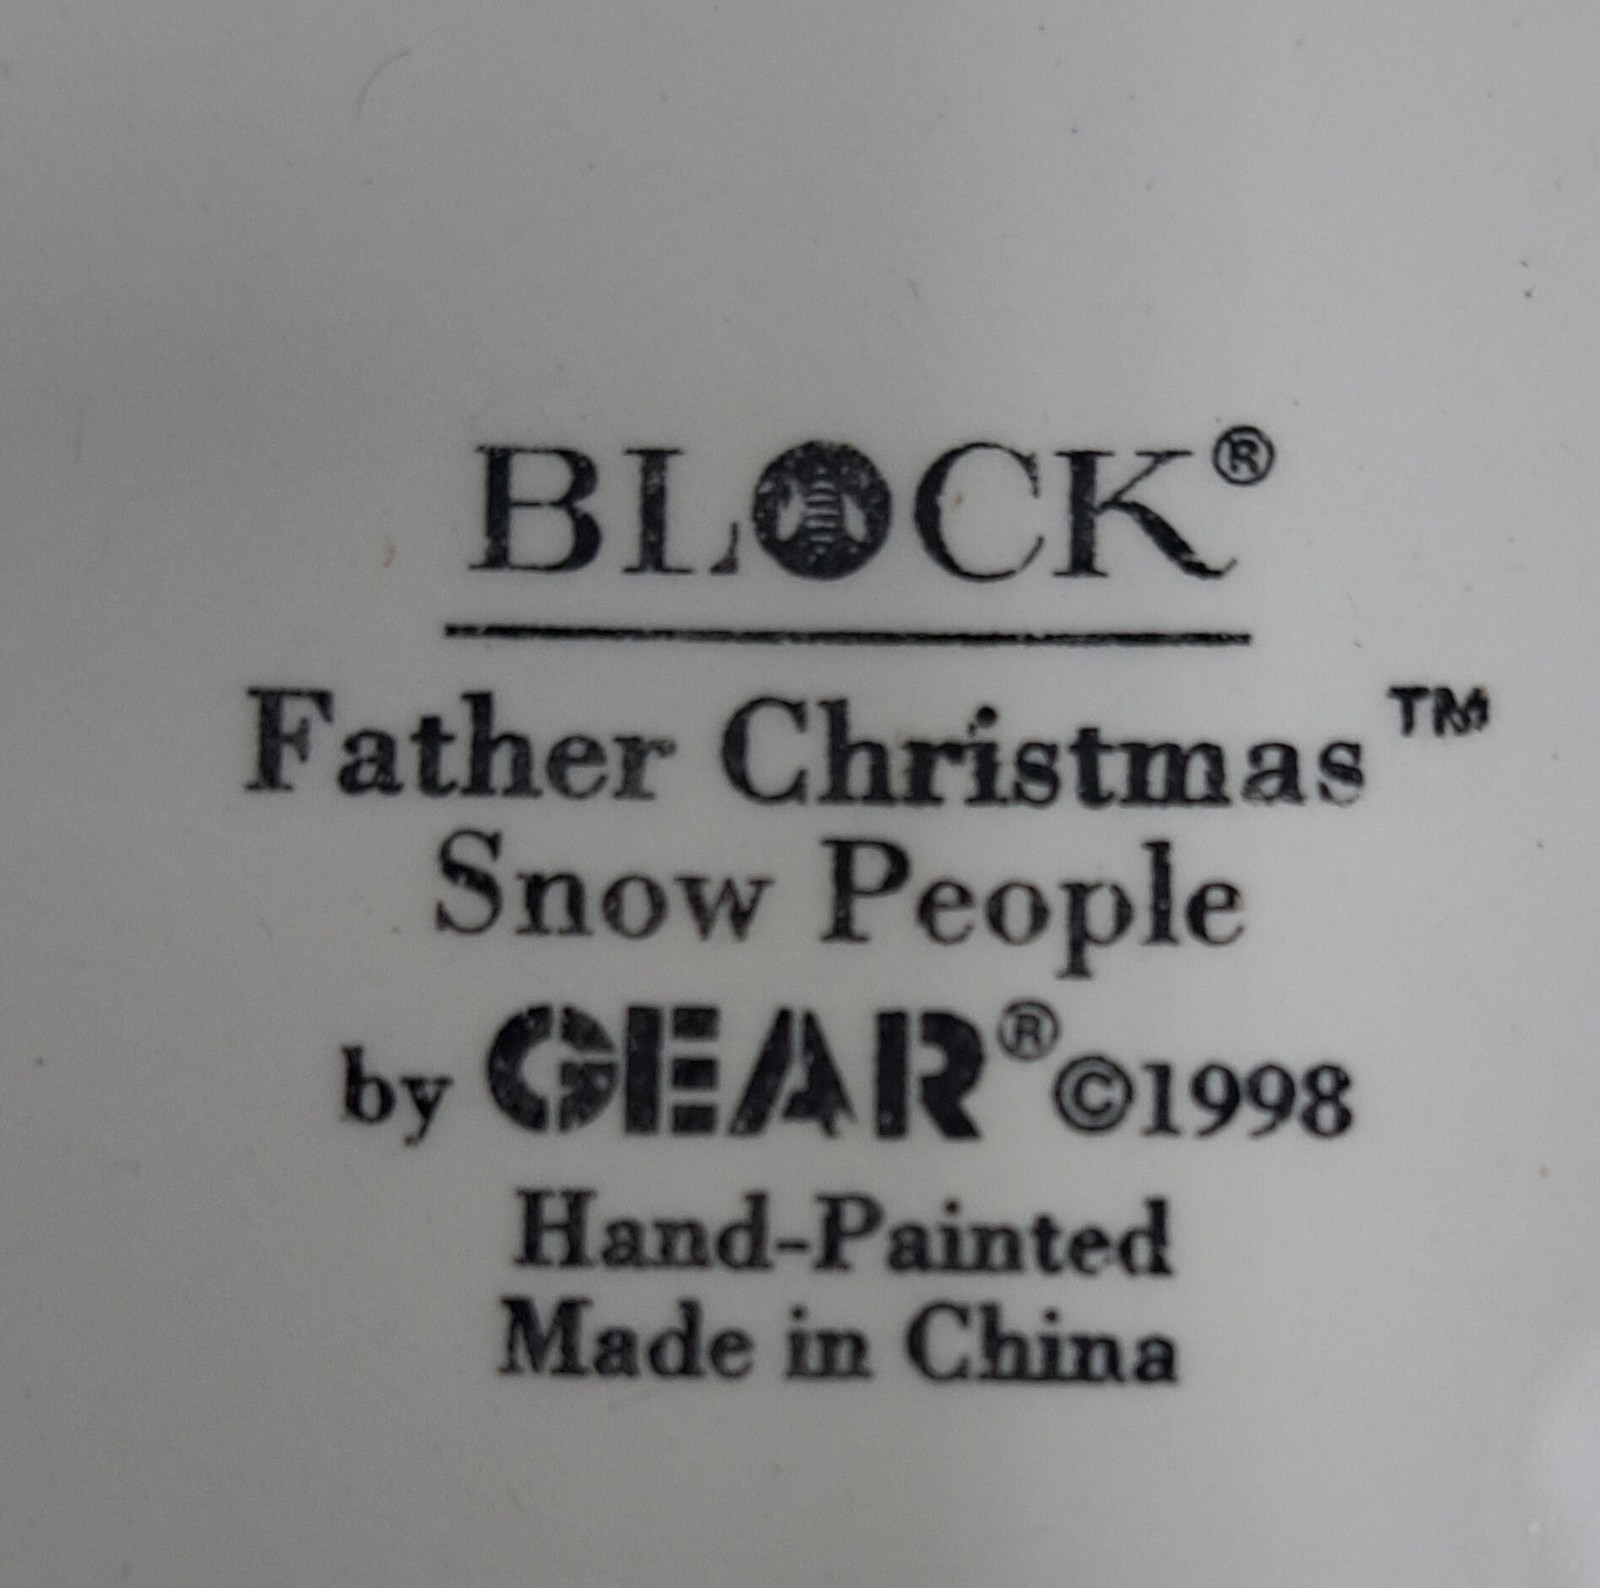 BLOCK®
Father Christmas™
Snow People
by GEAR®©1998
Hand-Painted
Made in China